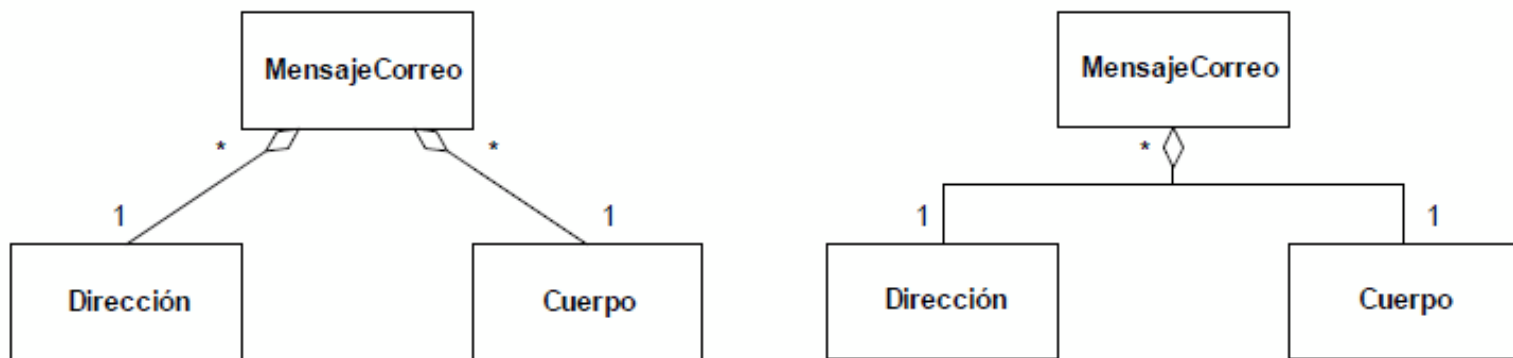 MensajeCorreo
* *
1 1
Dirección Cuerpo
MensajeCorreo
*
1 1
Dirección Cuerpo